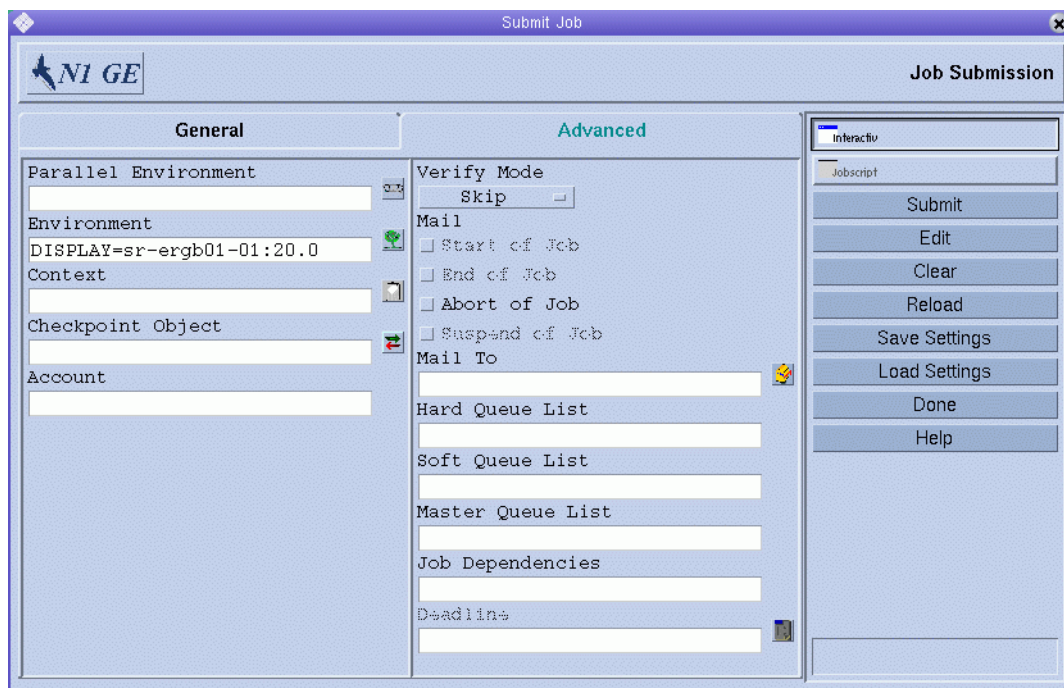 Submit Job
N1 GE
Job Submission
General
Advanced
Parallel Environment
Environment
DISPLAY=sr-ergb01-01:20.0
Context
Checkpoint Object
Account
Verify Mode
Skip
Mail
Start of Job
End of Job
Abort of Job
Suspend of Job
Mail To
Hard Queue List
Soft Queue List
Master Queue List
Job Dependencies
Deadline
Interactiv
Jobscript
Submit
Edit
Clear
Reload
Save Settings
Load Settings
Done
Help